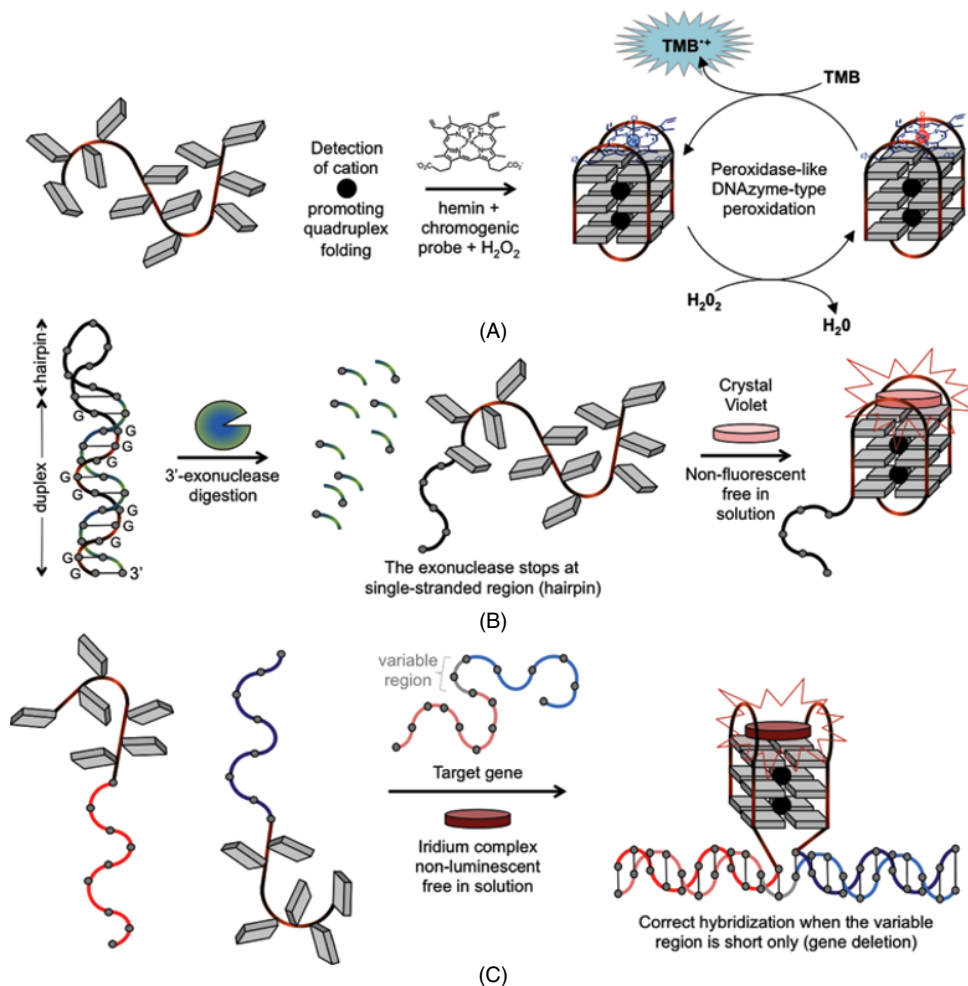 TMB•+
TMB
Detection
of cation
promoting
quadruplex
folding
hemin +
chromogenic
probe + H2O2
Peroxidase-like
DNAzyme-type
peroxidation
H202
H20
(A)
hairpin
duplex
G
G
G
G
G
G
G
G
G
G
3'
3'-exonuclease
digestion
The exonuclease stops at
single-stranded region (hairpin)
Crystal
Violet
Non-fluorescent
free in
solution
(B)
variable
region
Target gene
Iridium complex
non-luminescent
free in solution
Correct hybridization when the variable
region is short only (gene deletion)
(C)